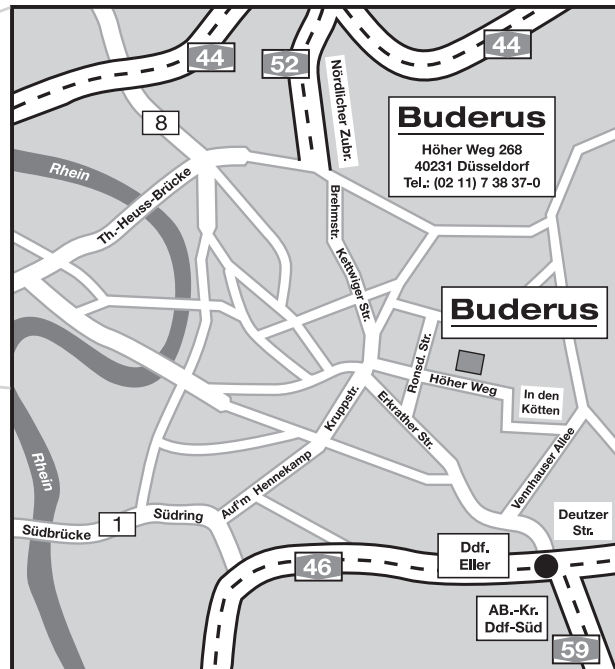 44
52
44
Nördlicher Zubr.
Buderus
Höher Weg 268
40231 Düsseldorf
Tel.: (02 11) 7 38 37-0
8
Rhein
Th.-Heuss-Brücke
Brehmstr.
Kettwiger Str.
Buderus
Ronsd. Str.
Höher Weg
In den
Kötten
Kruppstr.
Erkrather Str.
Vennhauser Allee
Auf'm Hennekamp
Rhein
Südbrücke
1
Südring
Deutzer
Str.
Ddf.
Eller
46
AB.-Kr.
Ddf-Süd
59